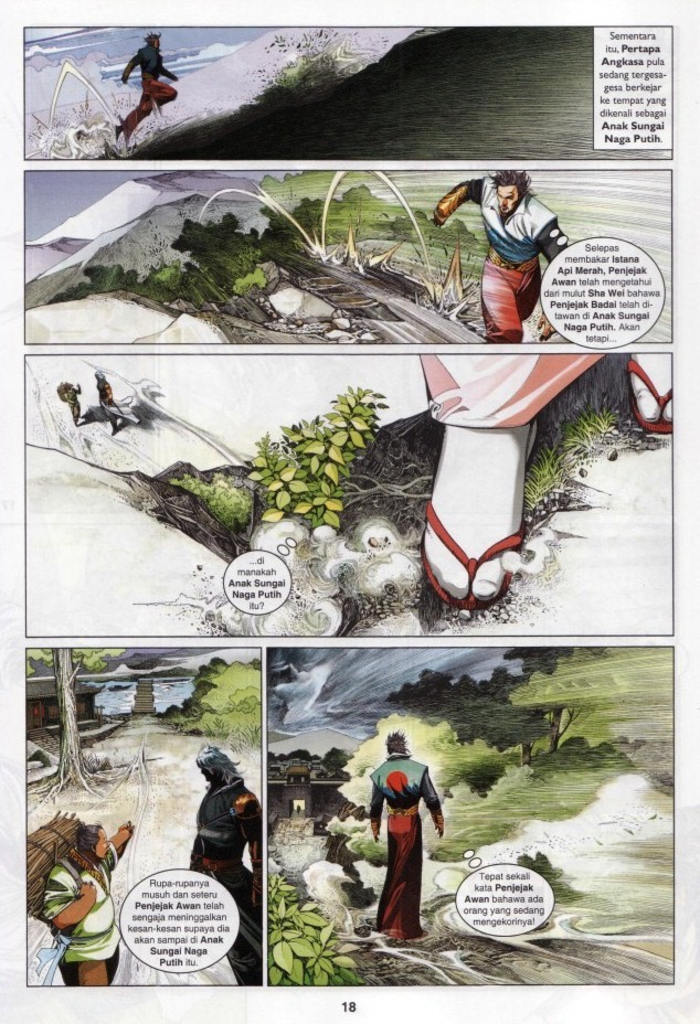 Sementara
itu, Pertapa
Angkasa pula
sedang tergesa-
gesa berkejar
ke tempat yang
dikenali sebagai
Anak Sungai
Naga Putih.
Selepas
membakar Istana
Api Merah, Penjejak
Awan telah mengetahui
dari mulut Sha Wei bahawa
Penjejak Badai telah di-
tawan di Anak Sungai
Naga Putih. Akan
tetapi...
...di
manakah
Anak Sungai
Naga Putih
itu?
Rupa-rupanya
musuh dan seteru
Penjejak Awan telah
sengaja meninggalkan
kesan-kesan supaya dia
akan sampai di Anak
Sungai Naga
Putih itu.
Tepat sekali
kata Penjejak
Awan bahawa ada
orang yang sedang
mengekorinya!
18